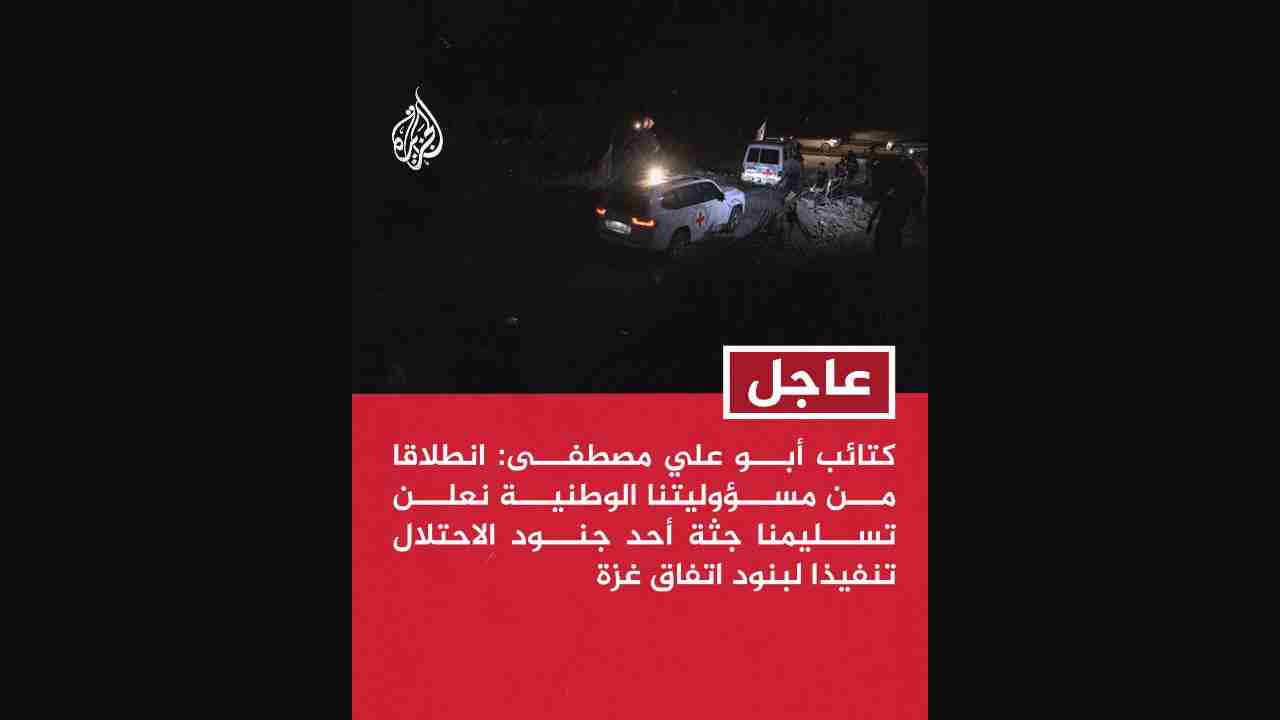 الجزيرة
عاجل
كتائب أبو علي مصطفى: انطلاقا
من مسؤوليتنا الوطنية نعلن
تسليمنا جثة أحد جنود الاحتلال
تنفيذا لبنود اتفاق غزة